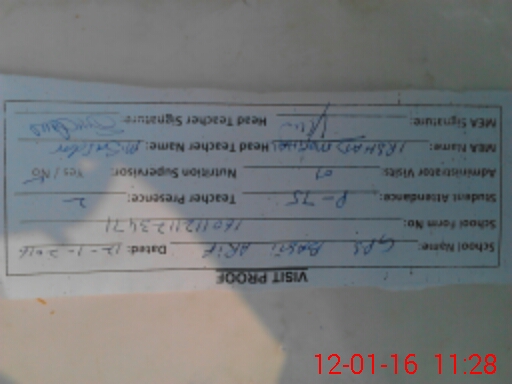 VISIT PROOF
School Name: GPS BASTI ARIF Dated: 12-1-2016
School Form No:
Student Attendance: P-75 Teacher Presence: 2
Administrator Visits: 01 Nutrition Supervisor: Yes / No
MEA Name: IRSHAD Head Teacher Name:
MEA Signature: Head Teacher Signature:
12-01-16 11:28